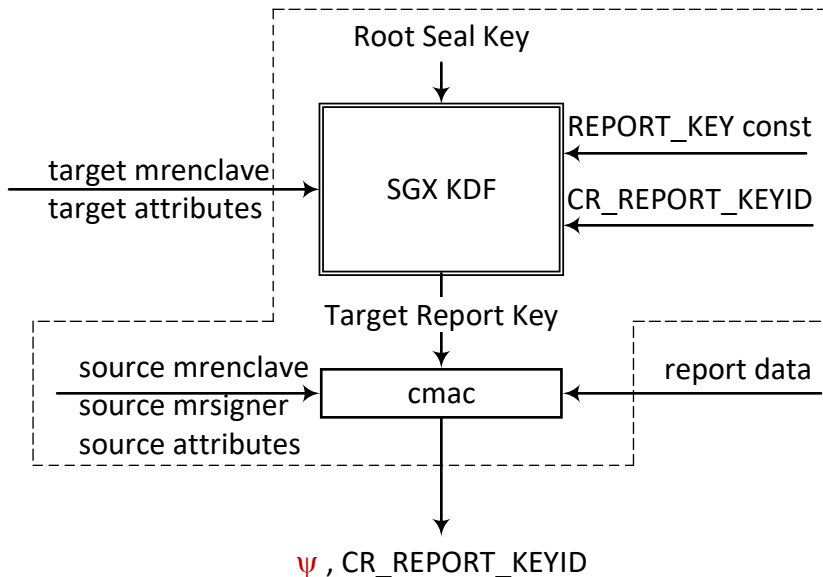 Root Seal Key
REPORT_KEY const
target mrenclave
SGX KDF
target attributes
CR_REPORT_KEYID
Target Report Key
source mrenclave
report data
cmac
source mrsigner
source attributes
ψ , CR_REPORT_KEYID